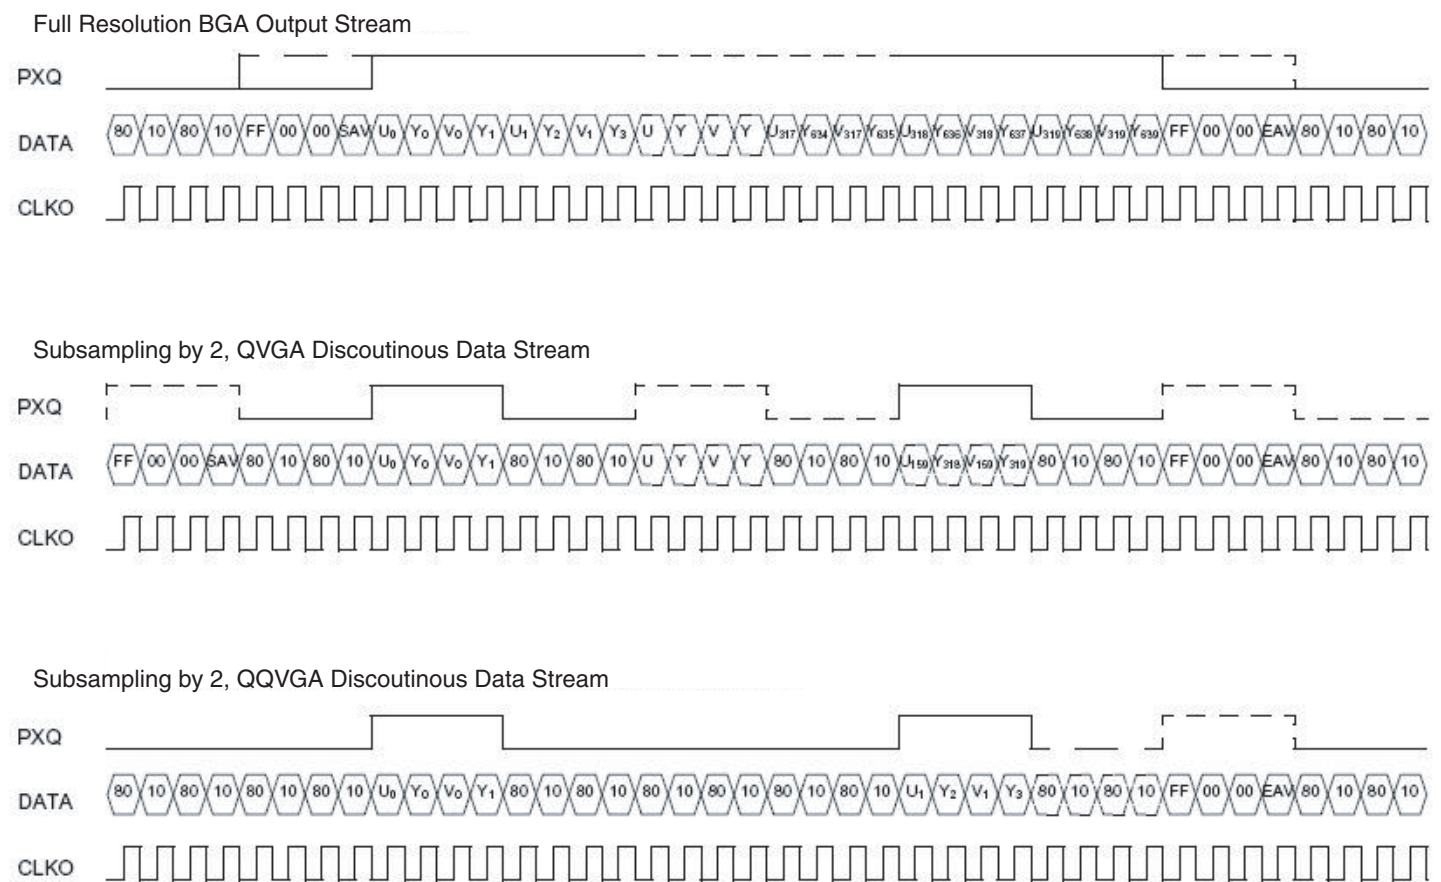 Full Resolution BGA Output Stream
PXQ
DATA 80 10 80 10 FF 00 00 SAV U0 Y0 V0 Y1 U1 Y2 V1 Y3 U Y V Y U317 Y634 V317 Y635 U318 Y636 V318 Y637 U319 Y638 V319 Y639 FF 00 00 EAV 80 10 80 10
CLKO
Subsampling by 2, QVGA Discoutinous Data Stream
PXQ
DATA FF 00 00 SAV 80 10 80 10 U0 Y0 V0 Y1 80 10 80 10 U Y V Y 80 10 80 10 U159 Y318 V159 Y319 80 10 80 10 FF 00 00 EAV 80 10 80 10
CLKO
Subsampling by 2, QQVGA Discoutinous Data Stream
PXQ
DATA 80 10 80 10 80 10 80 10 U0 Y0 V0 Y1 80 10 80 10 80 10 80 10 80 10 80 10 U1 Y2 V1 Y3 80 10 80 10 FF 00 00 EAV 80 10 80 10
CLKO